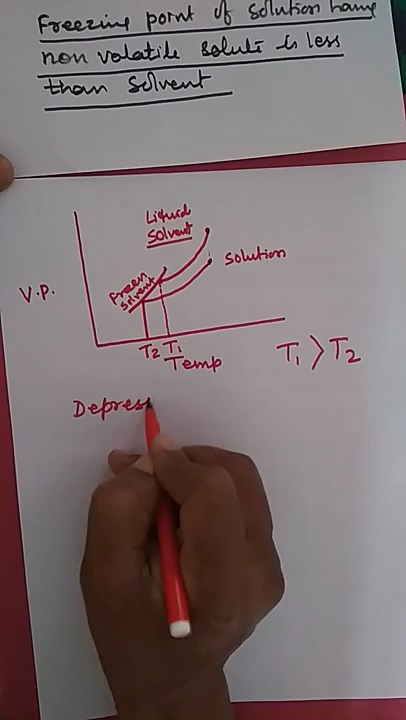 Freezing point of solution having
non volatile solute is less
than solvent
Liquid
solvent
solution
Frozen
solvent
V.P.
T2 T1
Temp
T1 > T2
Depress